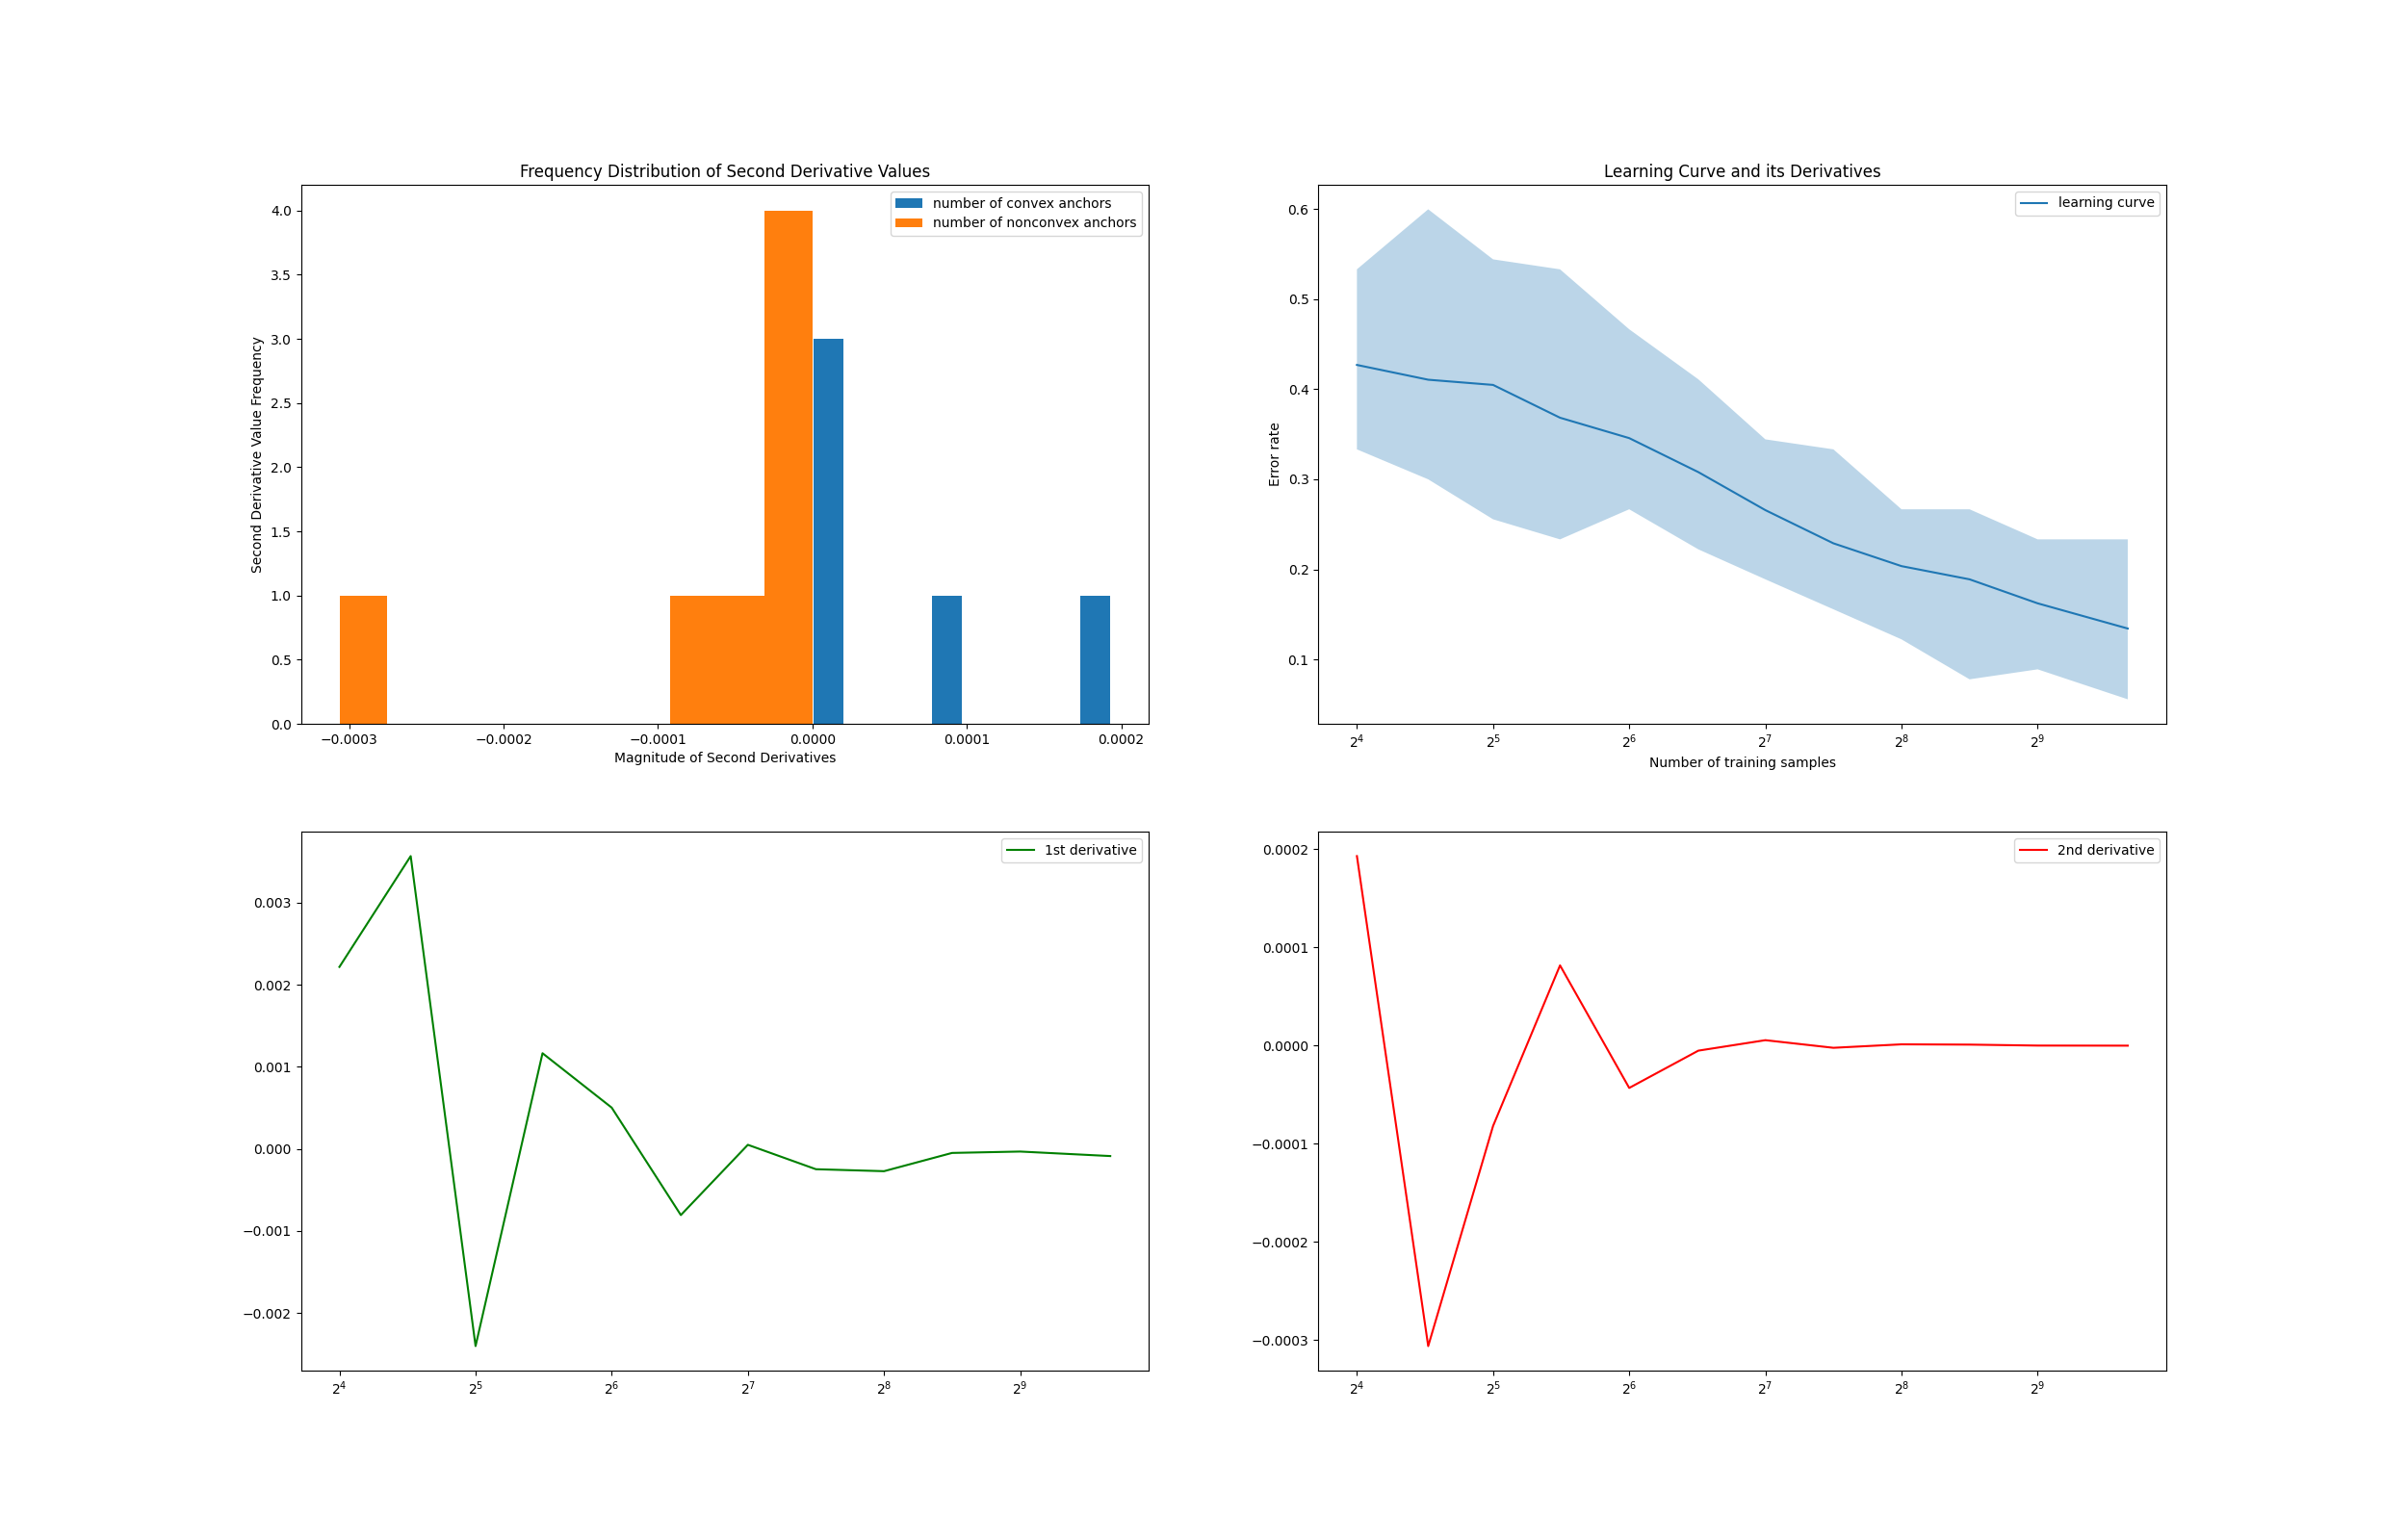 Frequency Distribution of Second Derivative Values
number of convex anchors
number of nonconvex anchors
4.0
3.5
3.0
2.5
2.0
1.5
1.0
0.5
0.0
Second Derivative Value Frequency
−0.0003 −0.0002 −0.0001 0.0000 0.0001 0.0002
Magnitude of Second Derivatives
Learning Curve and its Derivatives
learning curve
0.6
0.5
0.4
0.3
0.2
0.1
Error rate
2⁴ 2⁵ 2⁶ 2⁷ 2⁸ 2⁹
Number of training samples
1st derivative
0.003
0.002
0.001
0.000
−0.001
−0.002
2⁴ 2⁵ 2⁶ 2⁷ 2⁸ 2⁹
2nd derivative
0.0002
0.0001
0.0000
−0.0001
−0.0002
−0.0003
2⁴ 2⁵ 2⁶ 2⁷ 2⁸ 2⁹